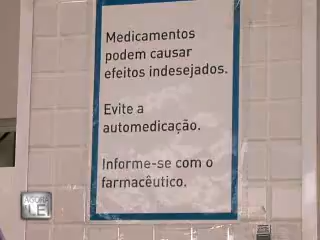 Medicamentos
podem causar
efeitos indesejados.
Evite a
automedicação.
Informe-se com o
farmacêutico.